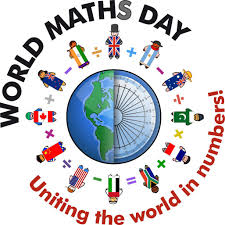 WORLD MATHS DAY
Uniting the world in numbers!